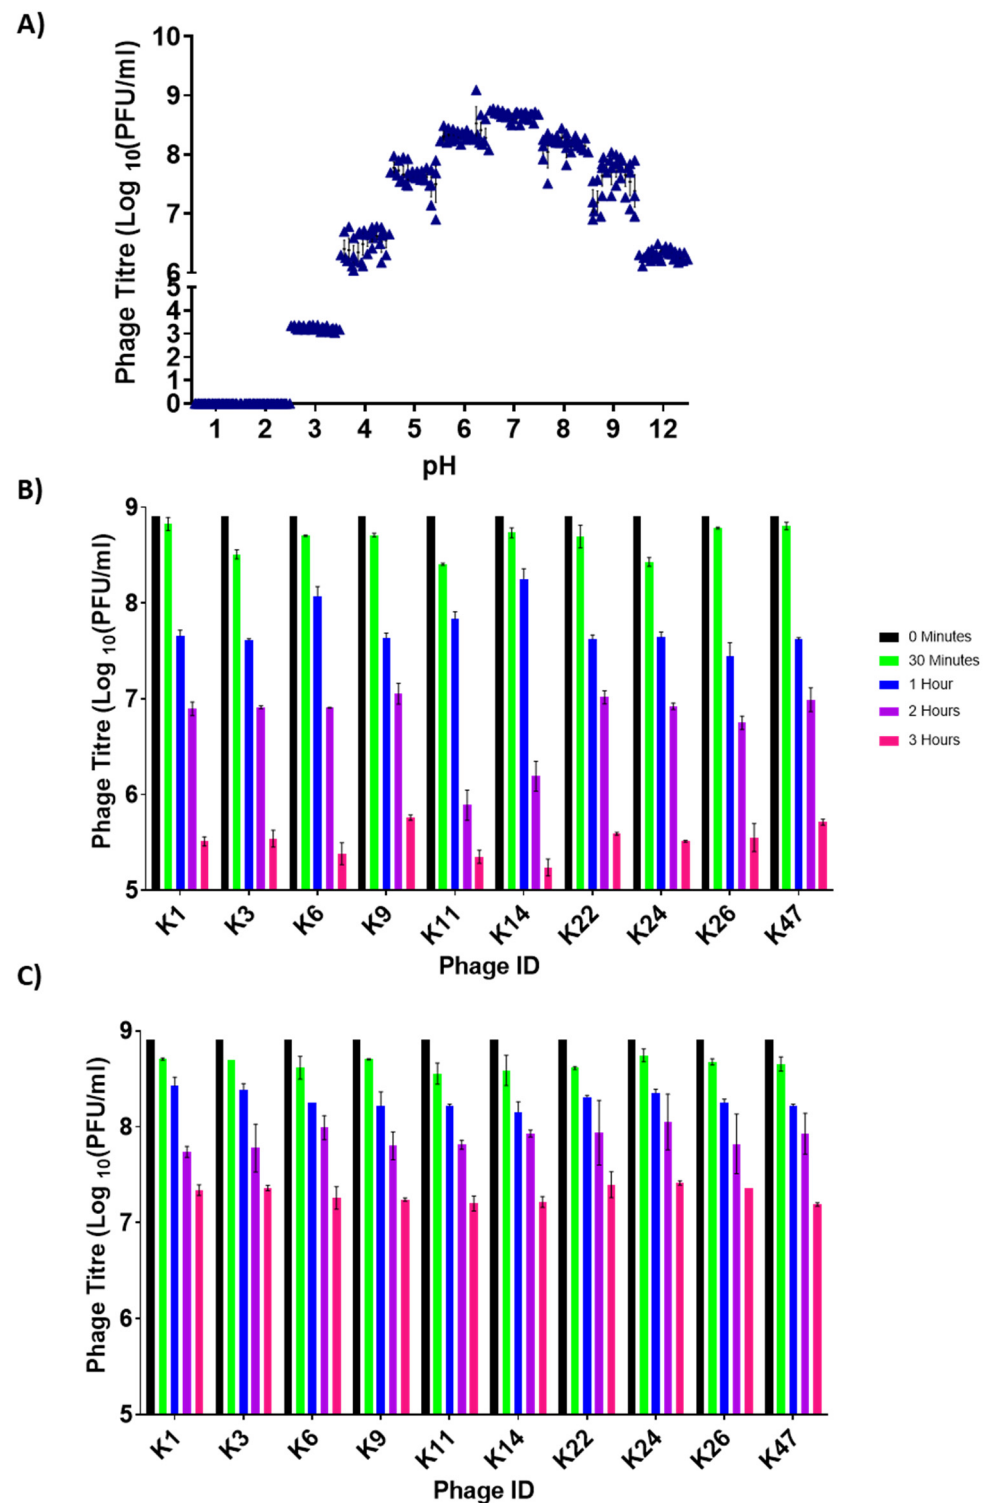 A)
Phage Titre (Log 10(PFU/ml)
10
9
8
7
6
5
4
3
2
1
0
1 2 3 4 5 6 7 8 9 12
pH
B)
Phage Titre (Log 10(PFU/ml)
9
8
7
6
5
K1 K3 K6 K9 K11 K14 K22 K24 K26 K47
Phage ID
0 Minutes
30 Minutes
1 Hour
2 Hours
3 Hours
C)
Phage Titre (Log 10(PFU/ml)
9
8
7
6
5
K1 K3 K6 K9 K11 K14 K22 K24 K26 K47
Phage ID